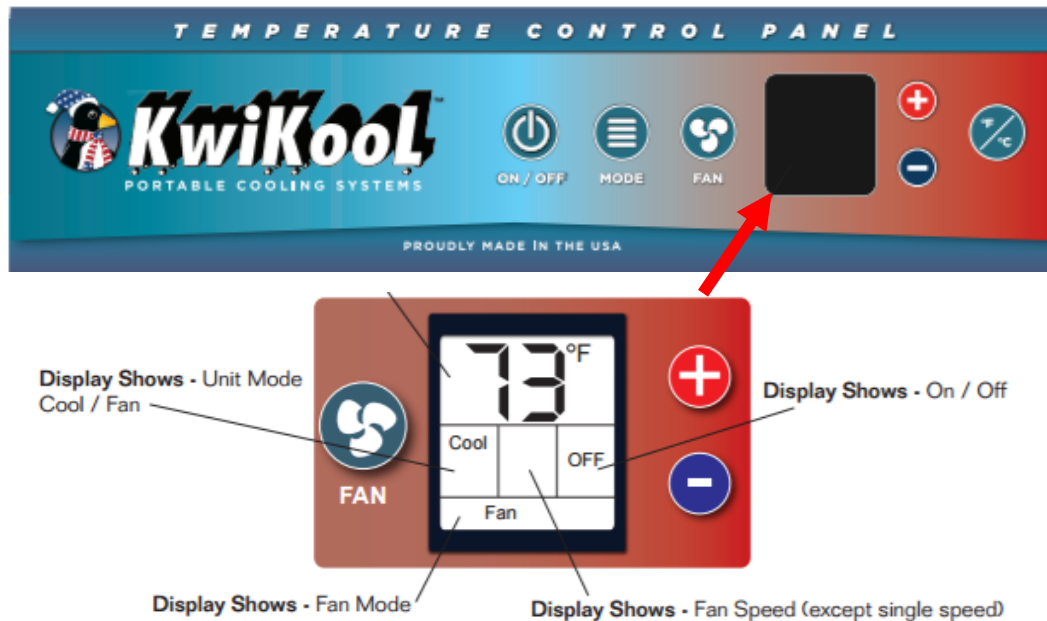 TEMPERATURE CONTROL PANEL
KwiKooL™
PORTABLE COOLING SYSTEMS
ON / OFF
MODE
FAN
+
-
°F/°C
PROUDLY MADE IN THE USA
73°F
Display Shows - Unit Mode
Cool / Fan
Cool
OFF
Fan
FAN
+
-
Display Shows - On / Off
Display Shows - Fan Mode
Display Shows - Fan Speed (except single speed)